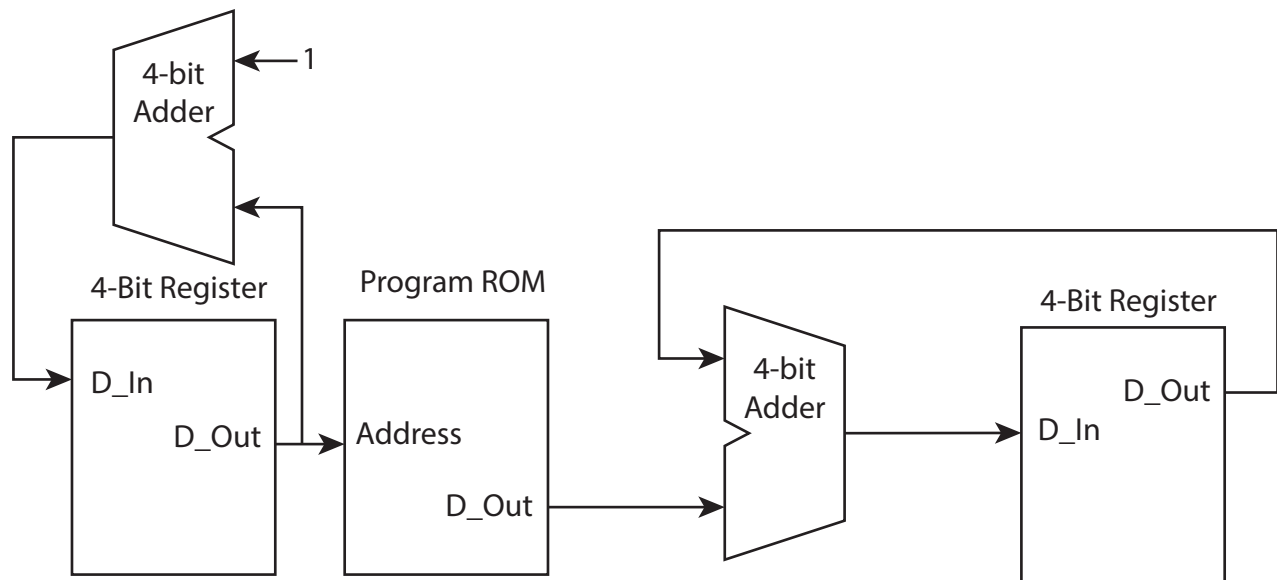 1
4-bit
Adder
4-Bit Register
Program ROM
4-Bit Register
D_In
D_Out
Address
D_Out
4-bit
Adder
D_Out
D_In